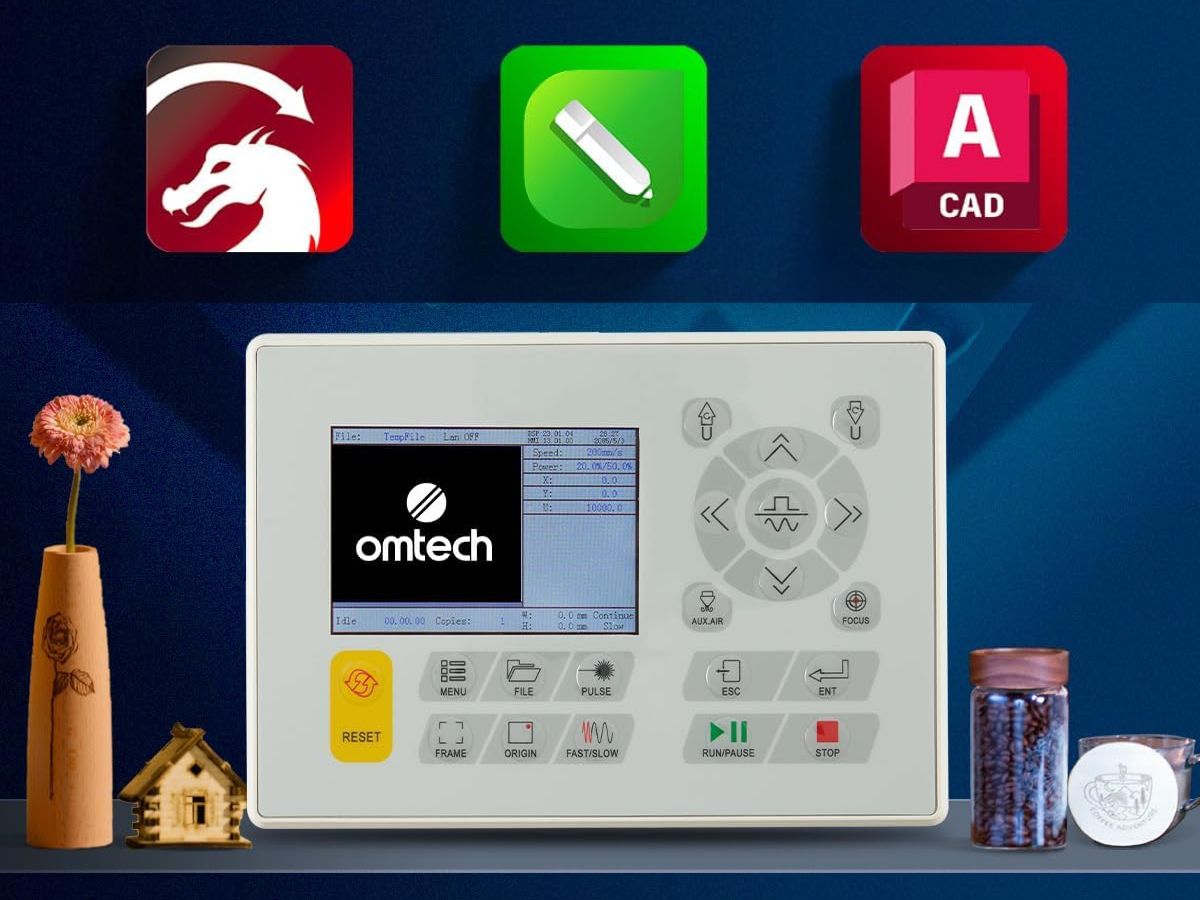 A
CAD
File: TempFile Lan OFF
Speed: 200mm/s
Power: 20.0%/50.0%
X: 0.0
Y: 0.0
U: 10000.0
omtech
Idle 00.00.00 Copies: 1 W: 0.0 mm Continue
H: 0.0 mm Slow
U
U
AUX.AIR
FOCUS
RESET
MENU
FILE
PULSE
ESC
ENT
FRAME
ORIGIN
FAST/SLOW
RUN/PAUSE
STOP
COFFEE ADVENTURE